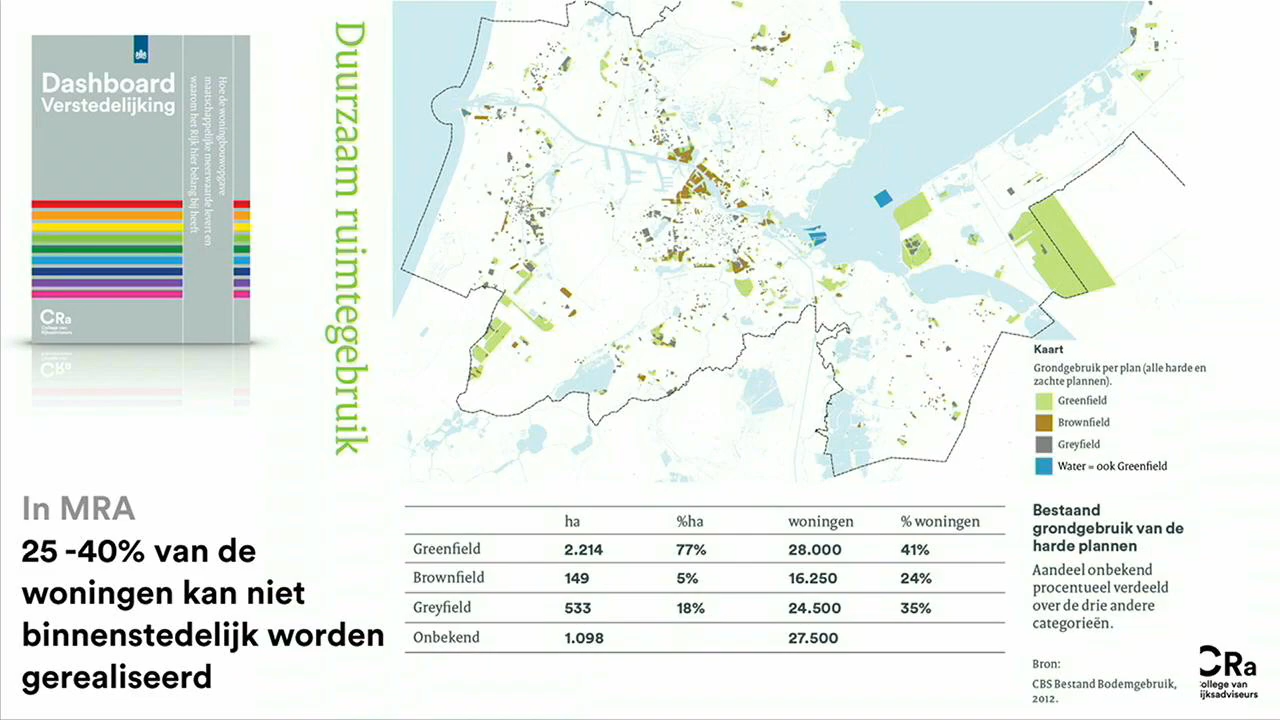 Dashboard
Verstedelijking
Hoe de woningbouwopgave
maatschappelijke meerwaarde levert en
waarom het Rijk hier belang bij heeft
CRa
College van
Rijksadviseurs
Duurzaam ruimtegebruik
In MRA
25 -40% van de
woningen kan niet
binnenstedelijk worden
gerealiseerd
Kaart
Grondgebruik per plan (alle harde en
zachte plannen).
Greenfield
Brownfield
Greyfield
Water = ook Greenfield
ha %ha woningen % woningen
Greenfield 2.214 77% 28.000 41%
Brownfield 149 5% 16.250 24%
Greyfield 533 18% 24.500 35%
Onbekend 1.098 27.500
Bestaand
grondgebruik van de
harde plannen
Aandeel onbekend
procentueel verdeeld
over de drie andere
categorieën.
Bron:
CBS Bestand Bodemgebruik,
2012.
CRa
ollege van
ijksadviseurs